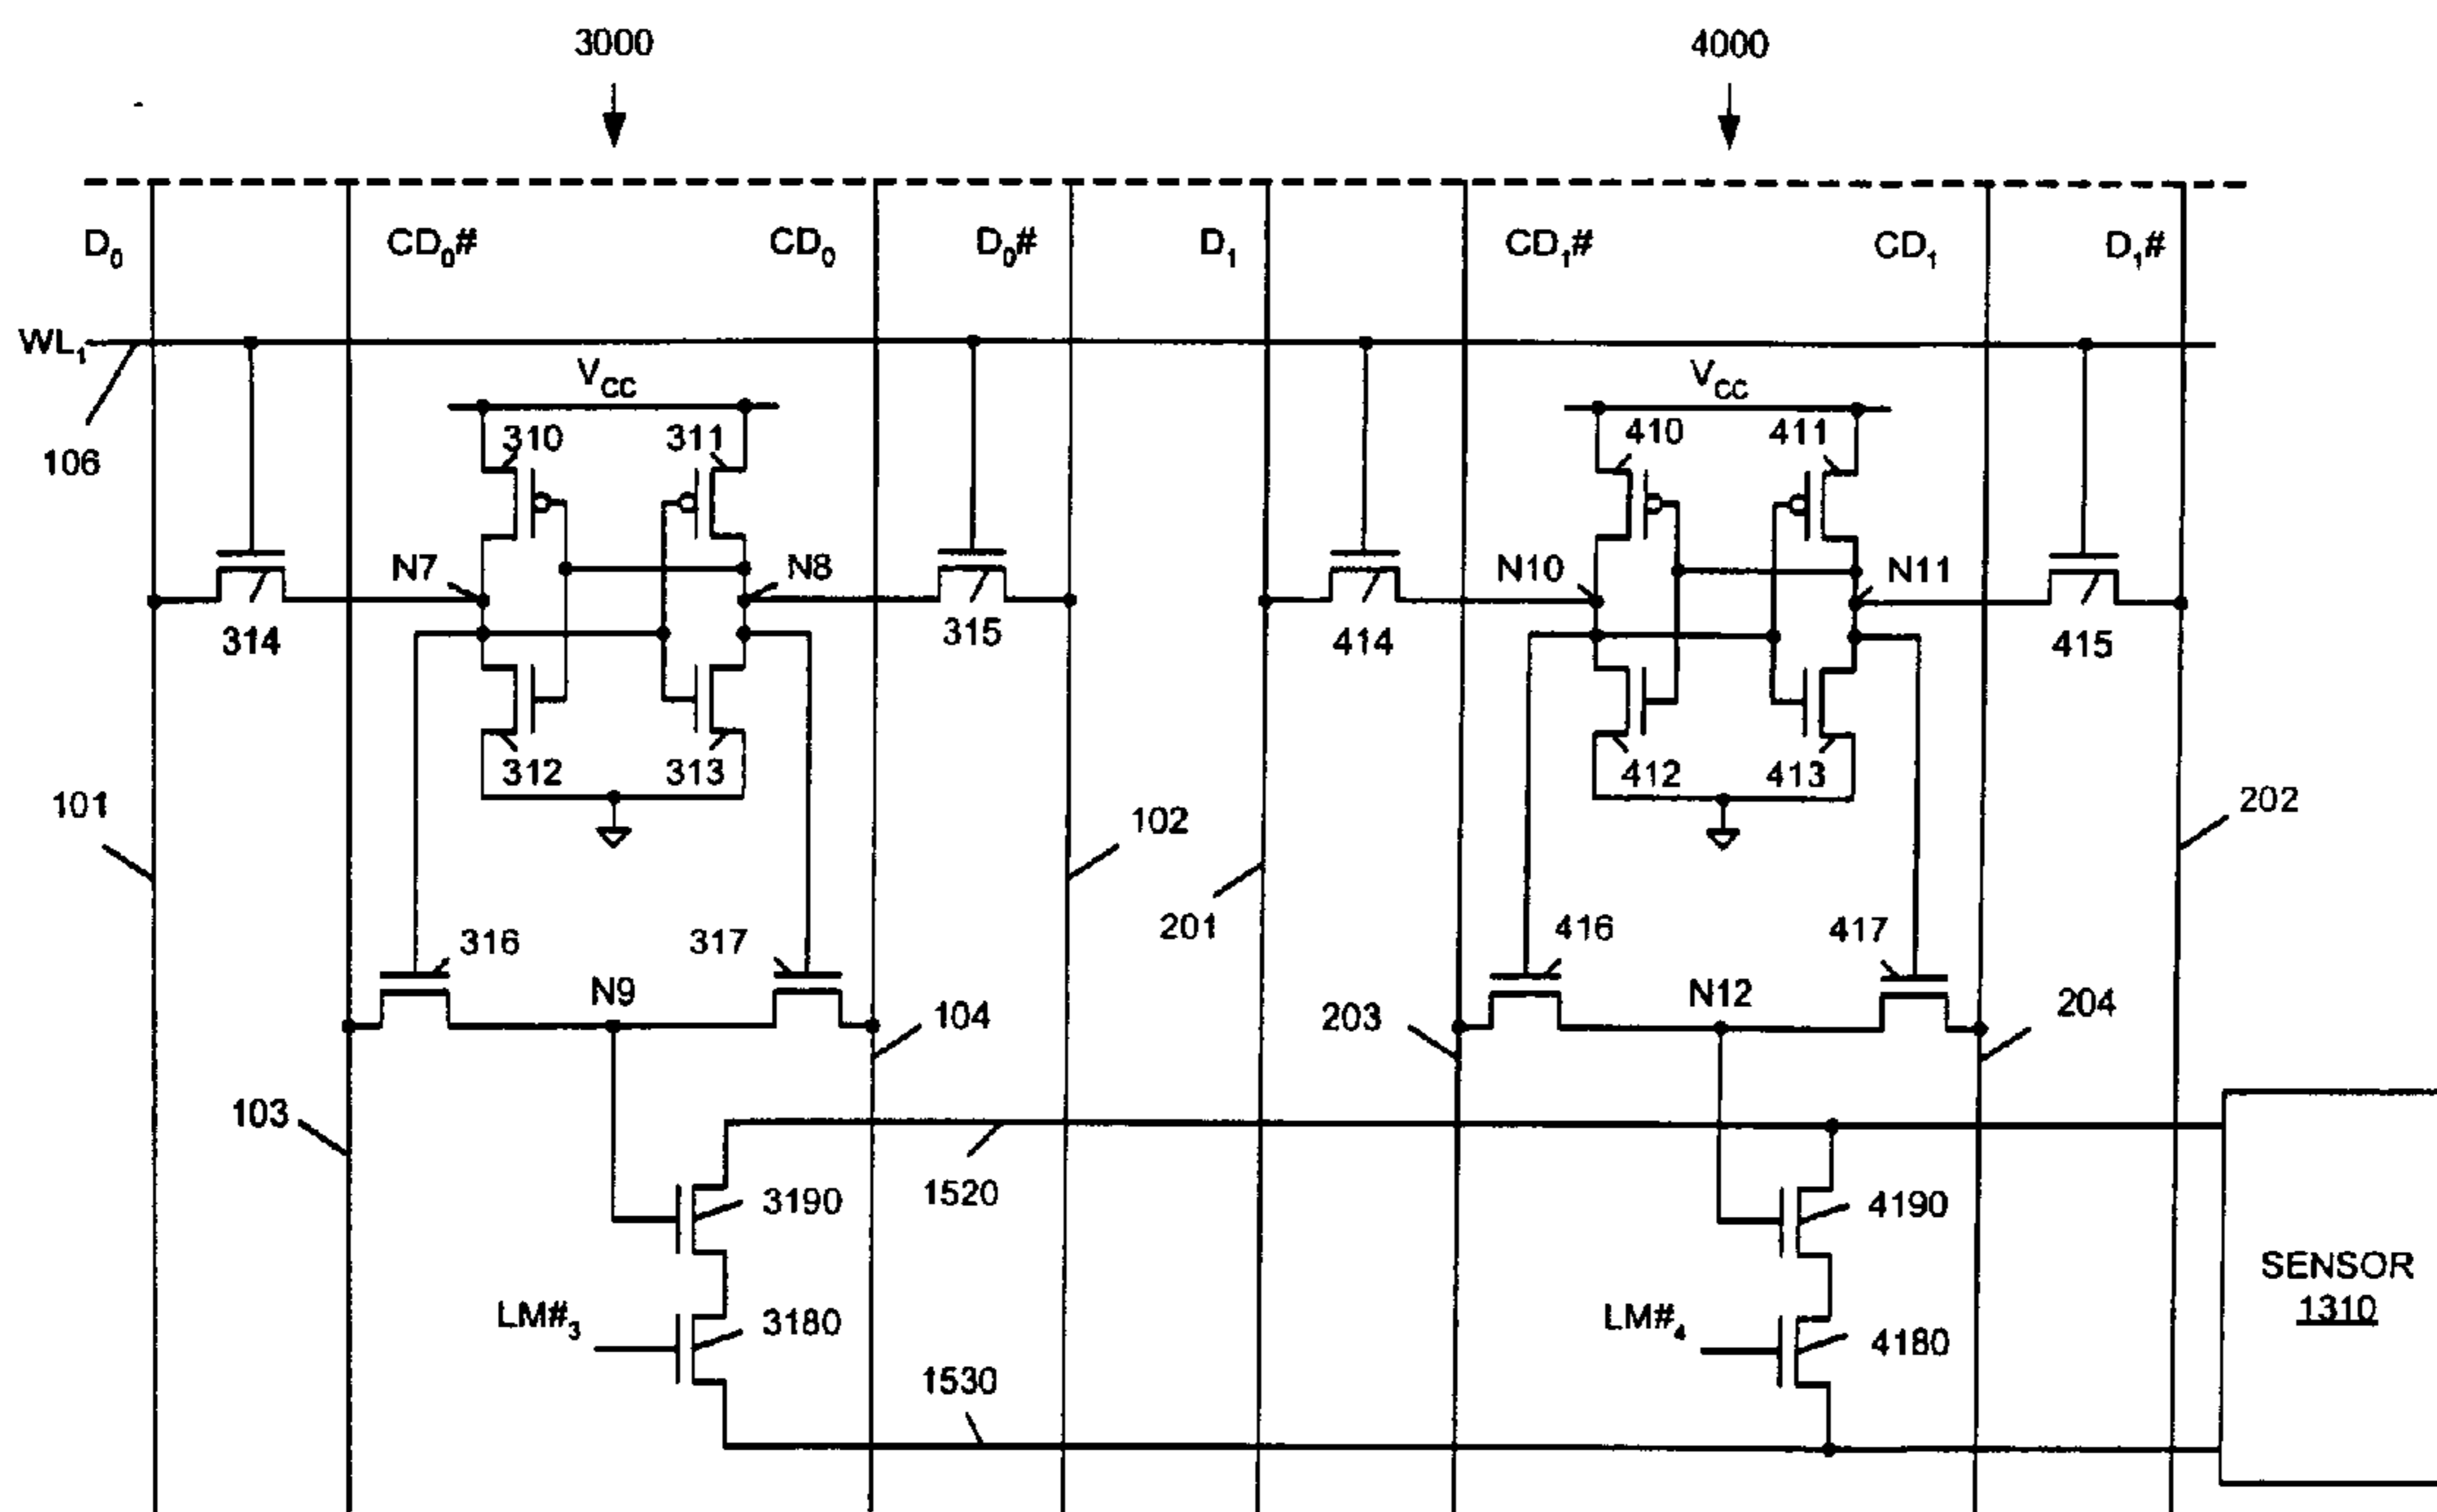 3000 4000
D₀ CD₀# CD₀ D₀# D₁ CD₁# CD₁ D₁#
WL₁
V_CC V_CC
310 311 410 411
106
N7 N8 N10 N11
314 315 414 415
312 313 412 413
101 102 201 202
316 317 416 417
N9 N12
104 203 204
103
1520
3190 4190
SENSOR
1310
LM#₃ 3180 LM#₄ 4180
1530